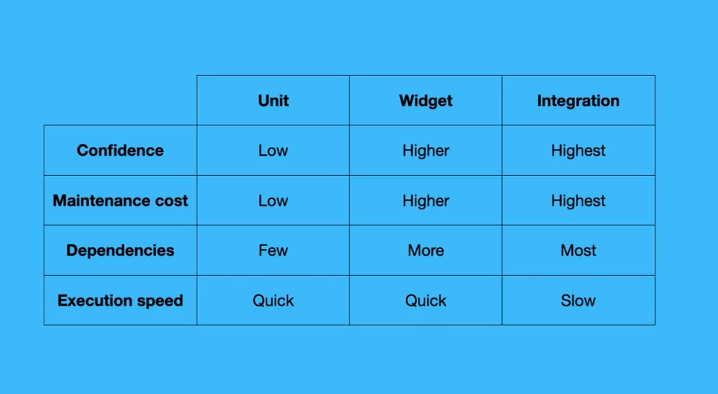 Unit Widget Integration
Confidence Low Higher Highest
Maintenance cost Low Higher Highest
Dependencies Few More Most
Execution speed Quick Quick Slow